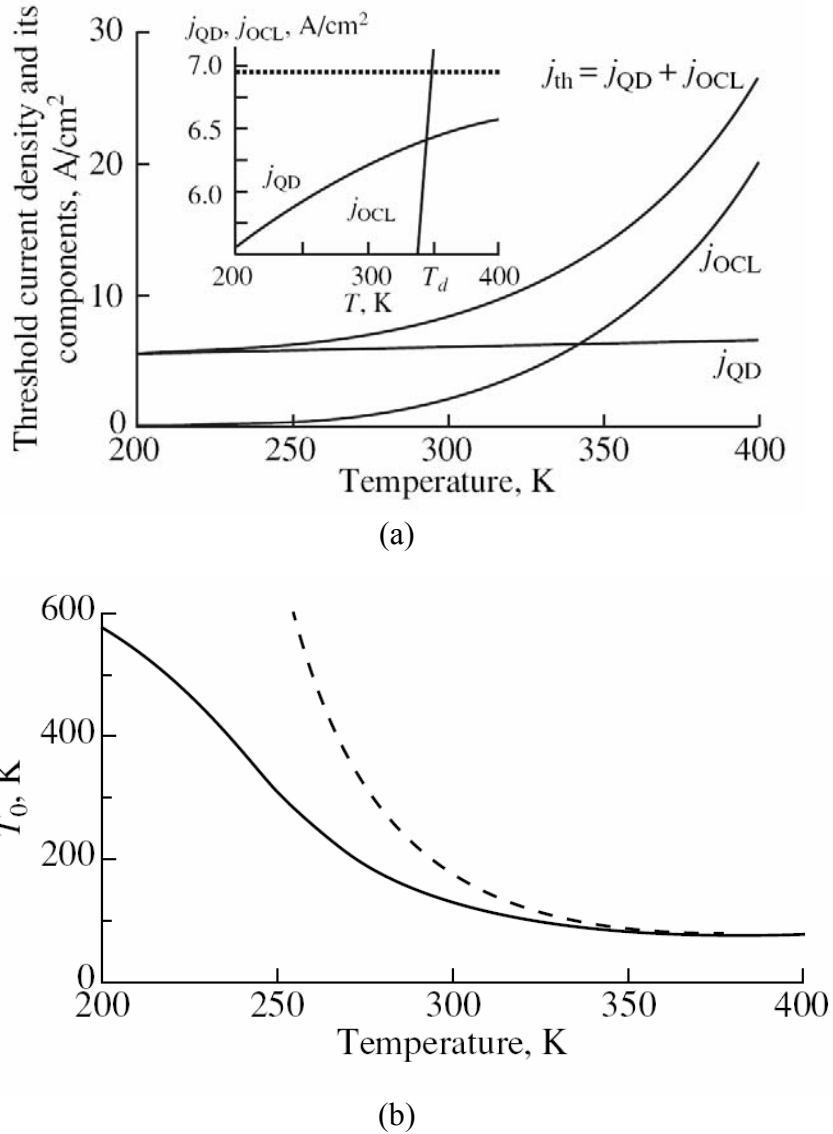 Threshold current density and its
components, A/cm²
30
20
10
0
j_QD, j_OCL, A/cm²
7.0
6.5
6.0
j_QD
j_OCL
200
300
T_d
400
T, K
j_th = j_QD + j_OCL
j_OCL
j_QD
200
250
300
350
400
Temperature, K
(a)
T_0, K
600
400
200
0
200
250
300
350
400
Temperature, K
(b)